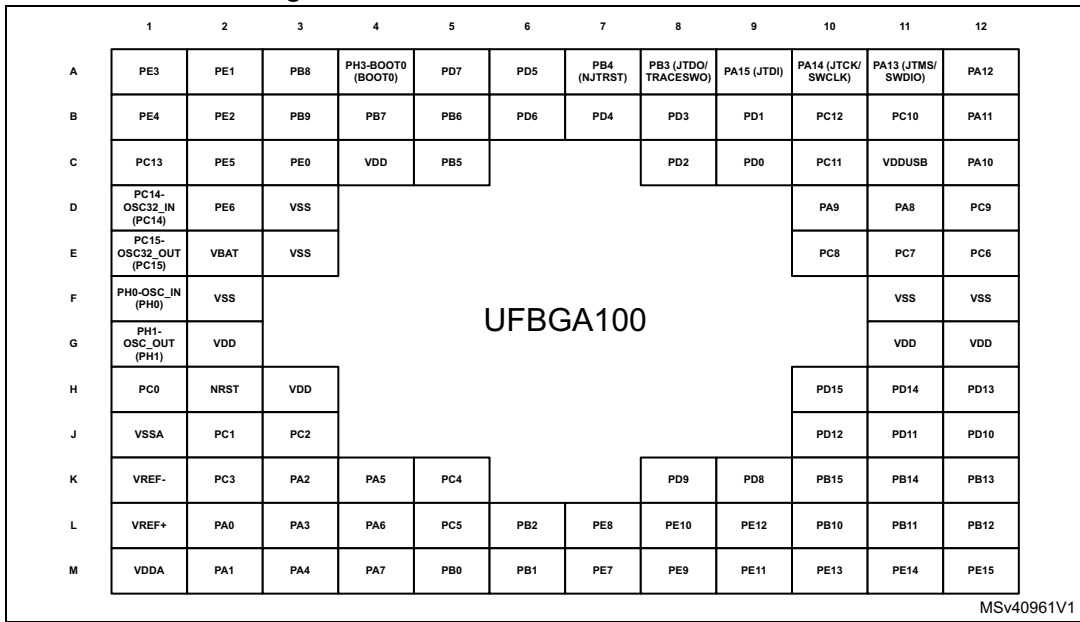 1 2 3 4 5 6 7 8 9 10 11 12
A PE3 PE1 PB8 PH3-BOOT0 (BOOT0) PD7 PD5 PB4 (NJTRST) PB3 (JTDO/ TRACESWO) PA15 (JTDI) PA14 (JTCK/ SWCLK) PA13 (JTMS/ SWDIO) PA12
B PE4 PE2 PB9 PB7 PB6 PD6 PD4 PD3 PD1 PC12 PC10 PA11
C PC13 PE5 PE0 VDD PB5 PD2 PD0 PC11 VDDUSB PA10
D PC14- OSC32_IN (PC14) PE6 VSS PA9 PA8 PC9
E PC15- OSC32_OUT (PC15) VBAT VSS PC8 PC7 PC6
F PH0-OSC_IN (PH0) VSS VSS VSS
UFBGA100
G PH1- OSC_OUT (PH1) VDD VDD VDD
H PC0 NRST VDD PD15 PD14 PD13
J VSSA PC1 PC2 PD12 PD11 PD10
K VREF- PC3 PA2 PA5 PC4 PD9 PD8 PB15 PB14 PB13
L VREF+ PA0 PA3 PA6 PC5 PB2 PE8 PE10 PE12 PB10 PB11 PB12
M VDDA PA1 PA4 PA7 PB0 PB1 PE7 PE9 PE11 PE13 PE14 PE15
MSv40961V1